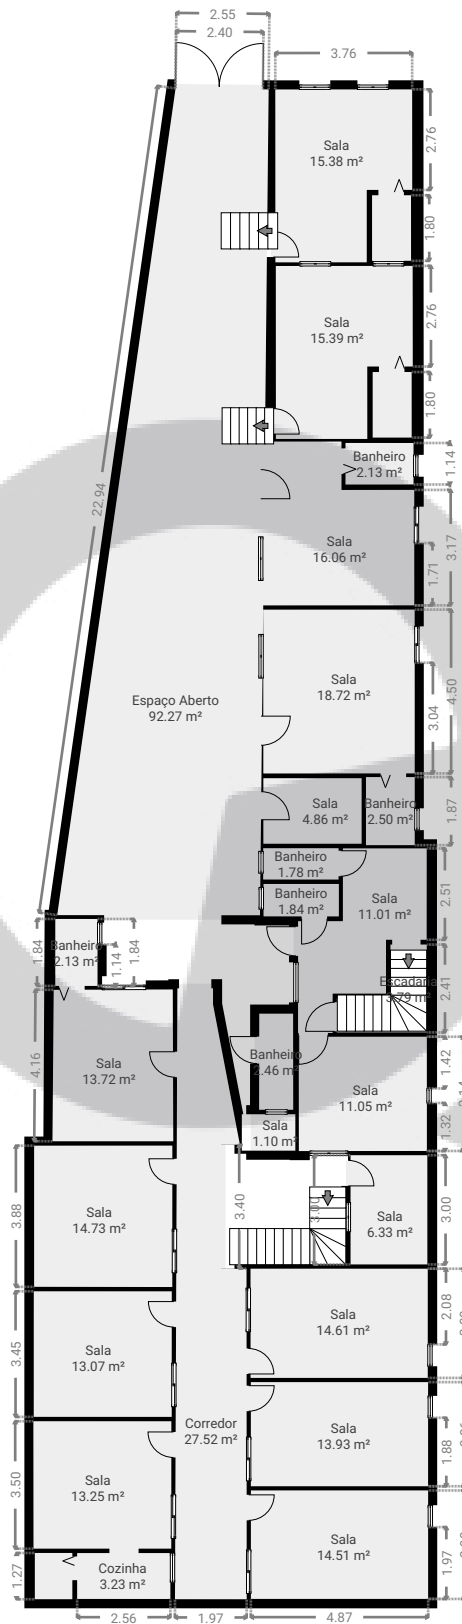 2.55
2.40
3.76
Sala
15.38 m²
2.76
1.80
Sala
15.39 m²
2.76
1.80
22.94
Banheiro
2.13 m²
1.14
Sala
16.06 m²
3.17
1.71
Sala
18.72 m²
4.50
3.04
Espaço Aberto
92.27 m²
Sala
4.86 m²
Banheiro
2.50 m²
1.87
Banheiro
1.78 m²
Banheiro
1.84 m²
Sala
11.01 m²
2.51
1.84
Banheiro
2.13 m²
1.14
1.84
Escadaria
3.79 m²
2.41
4.16
Sala
13.72 m²
Banheiro
2.46 m²
Sala
11.05 m²
1.42
1.32
Sala
1.10 m²
3.88
Sala
14.73 m²
3.40
3.00
Sala
6.33 m²
3.00
3.45
Sala
13.07 m²
Sala
14.61 m²
2.08
Corredor
27.52 m²
Sala
13.93 m²
1.88
3.50
Sala
13.25 m²
Sala
14.51 m²
1.97
1.27
Cozinha
3.23 m²
2.56
1.97
4.87